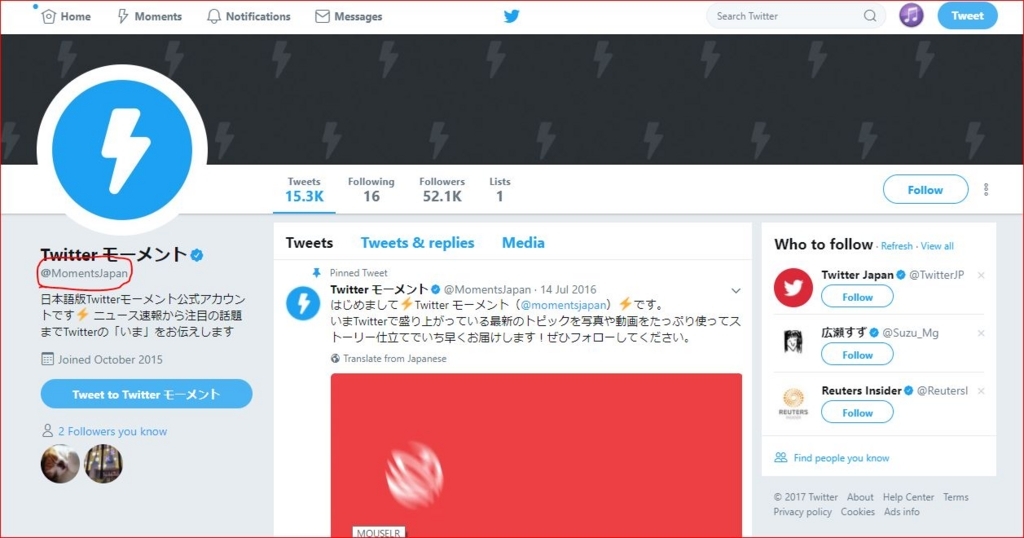 Home Moments Notifications Messages Search Twitter Tweet
Tweets Following Followers Lists
15.3K 16 52.1K 1
Follow
Twitter モーメント
@MomentsJapan
日本語版Twitterモーメント公式アカウン
トです⚡ ニュース速報から注目の話題
までTwitterの「いま」をお伝えします
Joined October 2015
Tweet to Twitter モーメント
2 Followers you know
Tweets Tweets & replies Media
Pinned Tweet
Twitter モーメント @MomentsJapan · 14 Jul 2016
はじめまして⚡Twitter モーメント（@momentsjapan）⚡です。
いまTwitterで盛り上がっている最新のトピックを写真や動画をたっぷり使ってス
トーリー仕立てでいち早くお届けします！ぜひフォローしてください。
Translate from Japanese
MOUSELR
Who to follow · Refresh · View all
Twitter Japan @TwitterJP
Follow
広瀬すず @Suzu_Mg
Follow
Reuters Insider @ReutersI
Follow
REUTERS
Find people you know
© 2017 Twitter About Help Center Terms
Privacy policy Cookies Ads info